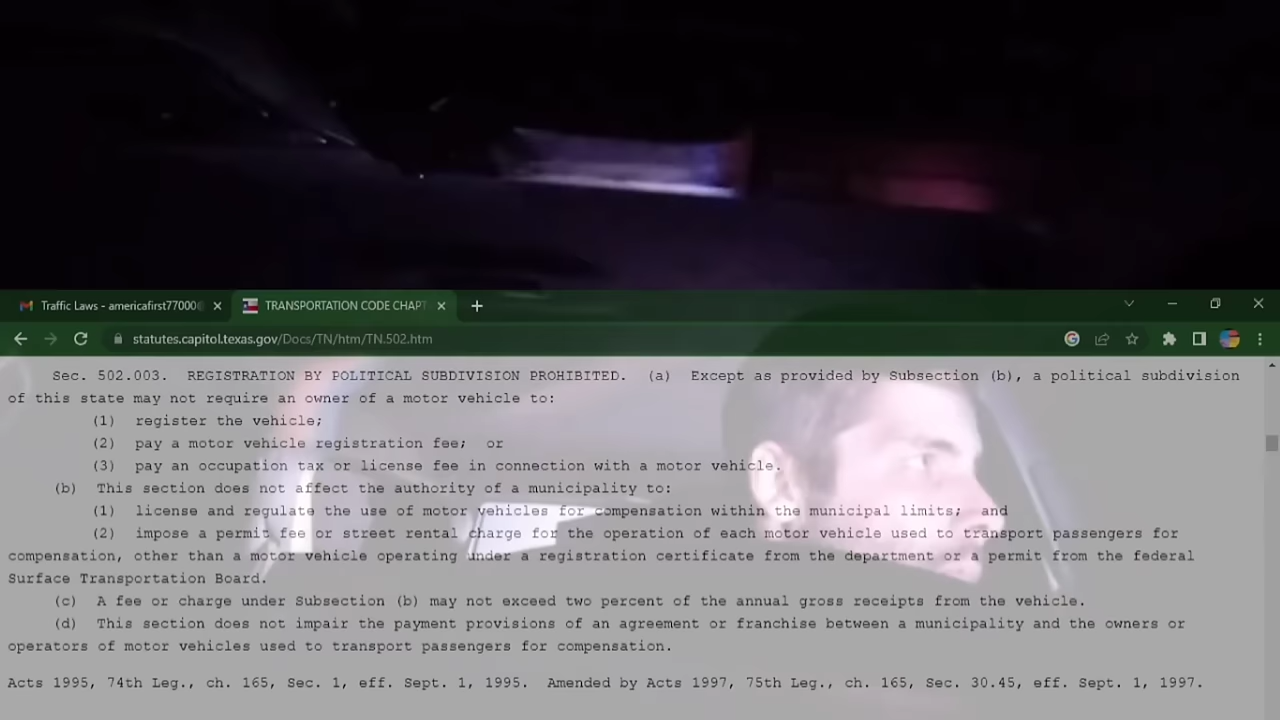 Traffic Laws - americafirst77000
TRANSPORTATION CODE CHAPT
statutes.capitol.texas.gov/Docs/TN/htm/TN.502.htm
Sec. 502.003. REGISTRATION BY POLITICAL SUBDIVISION PROHIBITED. (a) Except as provided by Subsection (b), a political subdivision
of this state may not require an owner of a motor vehicle to:
(1) register the vehicle;
(2) pay a motor vehicle registration fee; or
(3) pay an occupation tax or license fee in connection with a motor vehicle.
(b) This section does not affect the authority of a municipality to:
(1) license and regulate the use of motor vehicles for compensation within the municipal limits; and
(2) impose a permit fee or street rental charge for the operation of each motor vehicle used to transport passengers for
compensation, other than a motor vehicle operating under a registration certificate from the department or a permit from the federal
Surface Transportation Board.
(c) A fee or charge under Subsection (b) may not exceed two percent of the annual gross receipts from the vehicle.
(d) This section does not impair the payment provisions of an agreement or franchise between a municipality and the owners or
operators of motor vehicles used to transport passengers for compensation.
Acts 1995, 74th Leg., ch. 165, Sec. 1, eff. Sept. 1, 1995. Amended by Acts 1997, 75th Leg., ch. 165, Sec. 30.45, eff. Sept. 1, 1997.